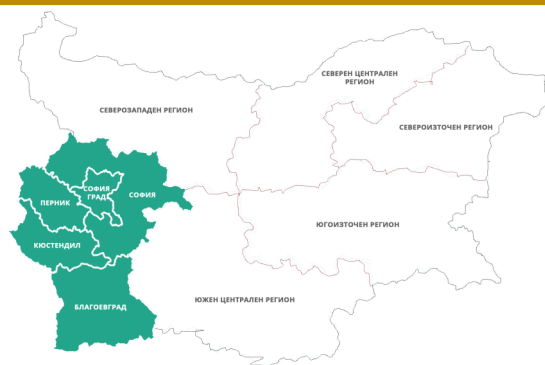 СЕВЕРЕН ЦЕНТРАЛЕН
РЕГИОН
СЕВЕРОЗАПАДЕН РЕГИОН
СЕВЕРОИЗТОЧЕН РЕГИОН
СОФИЯ
ГРАД
СОФИЯ
ПЕРНИК
ЮГОИЗТОЧЕН РЕГИОН
КЮСТЕНДИЛ
ЮЖЕН ЦЕНТРАЛЕН РЕГИОН
БЛАГОЕВГРАД